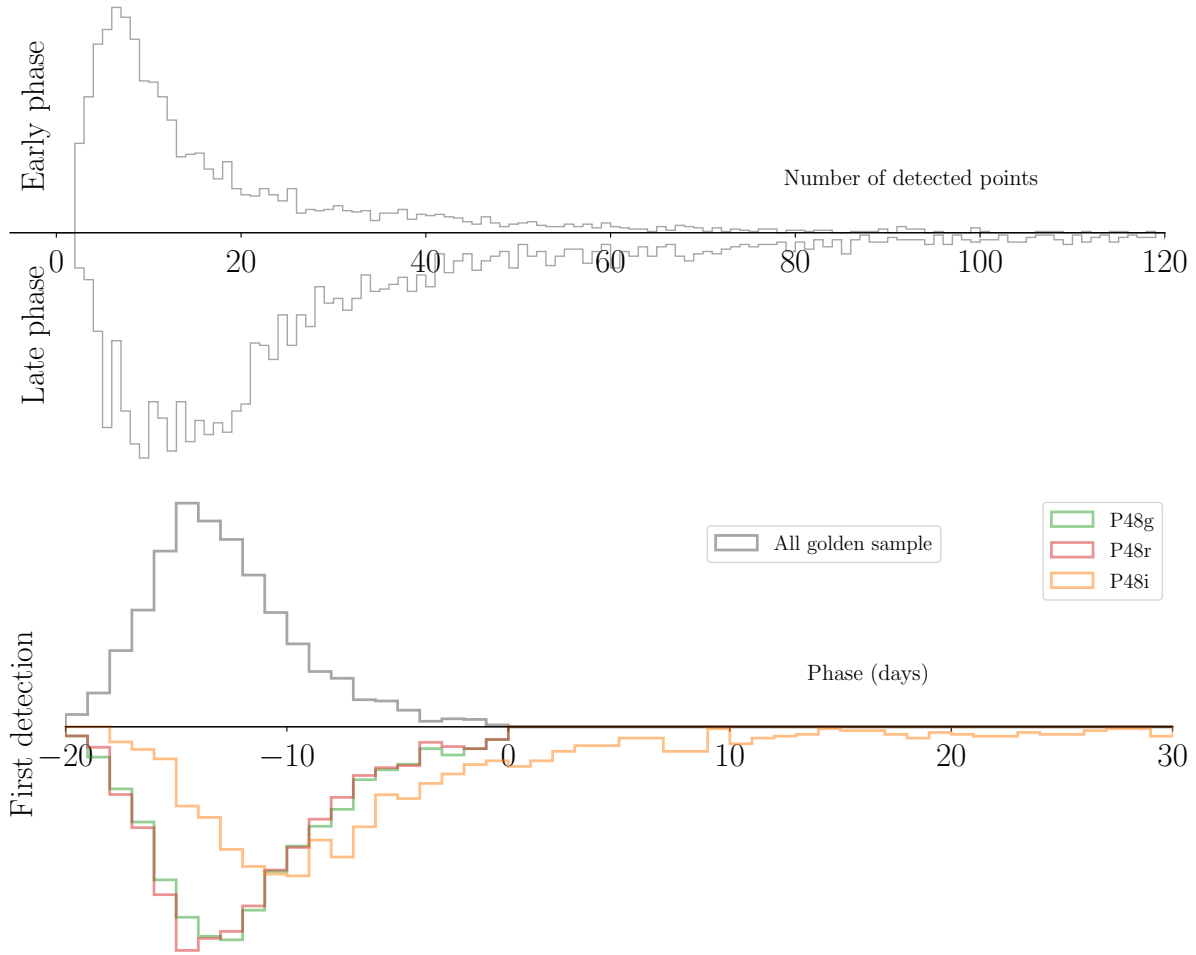 Early phase
Number of detected points
0 20 40 60 80 100 120
Late phase
All golden sample
P48g
P48r
P48i
First detection
Phase (days)
−20 −10 0 10 20 30